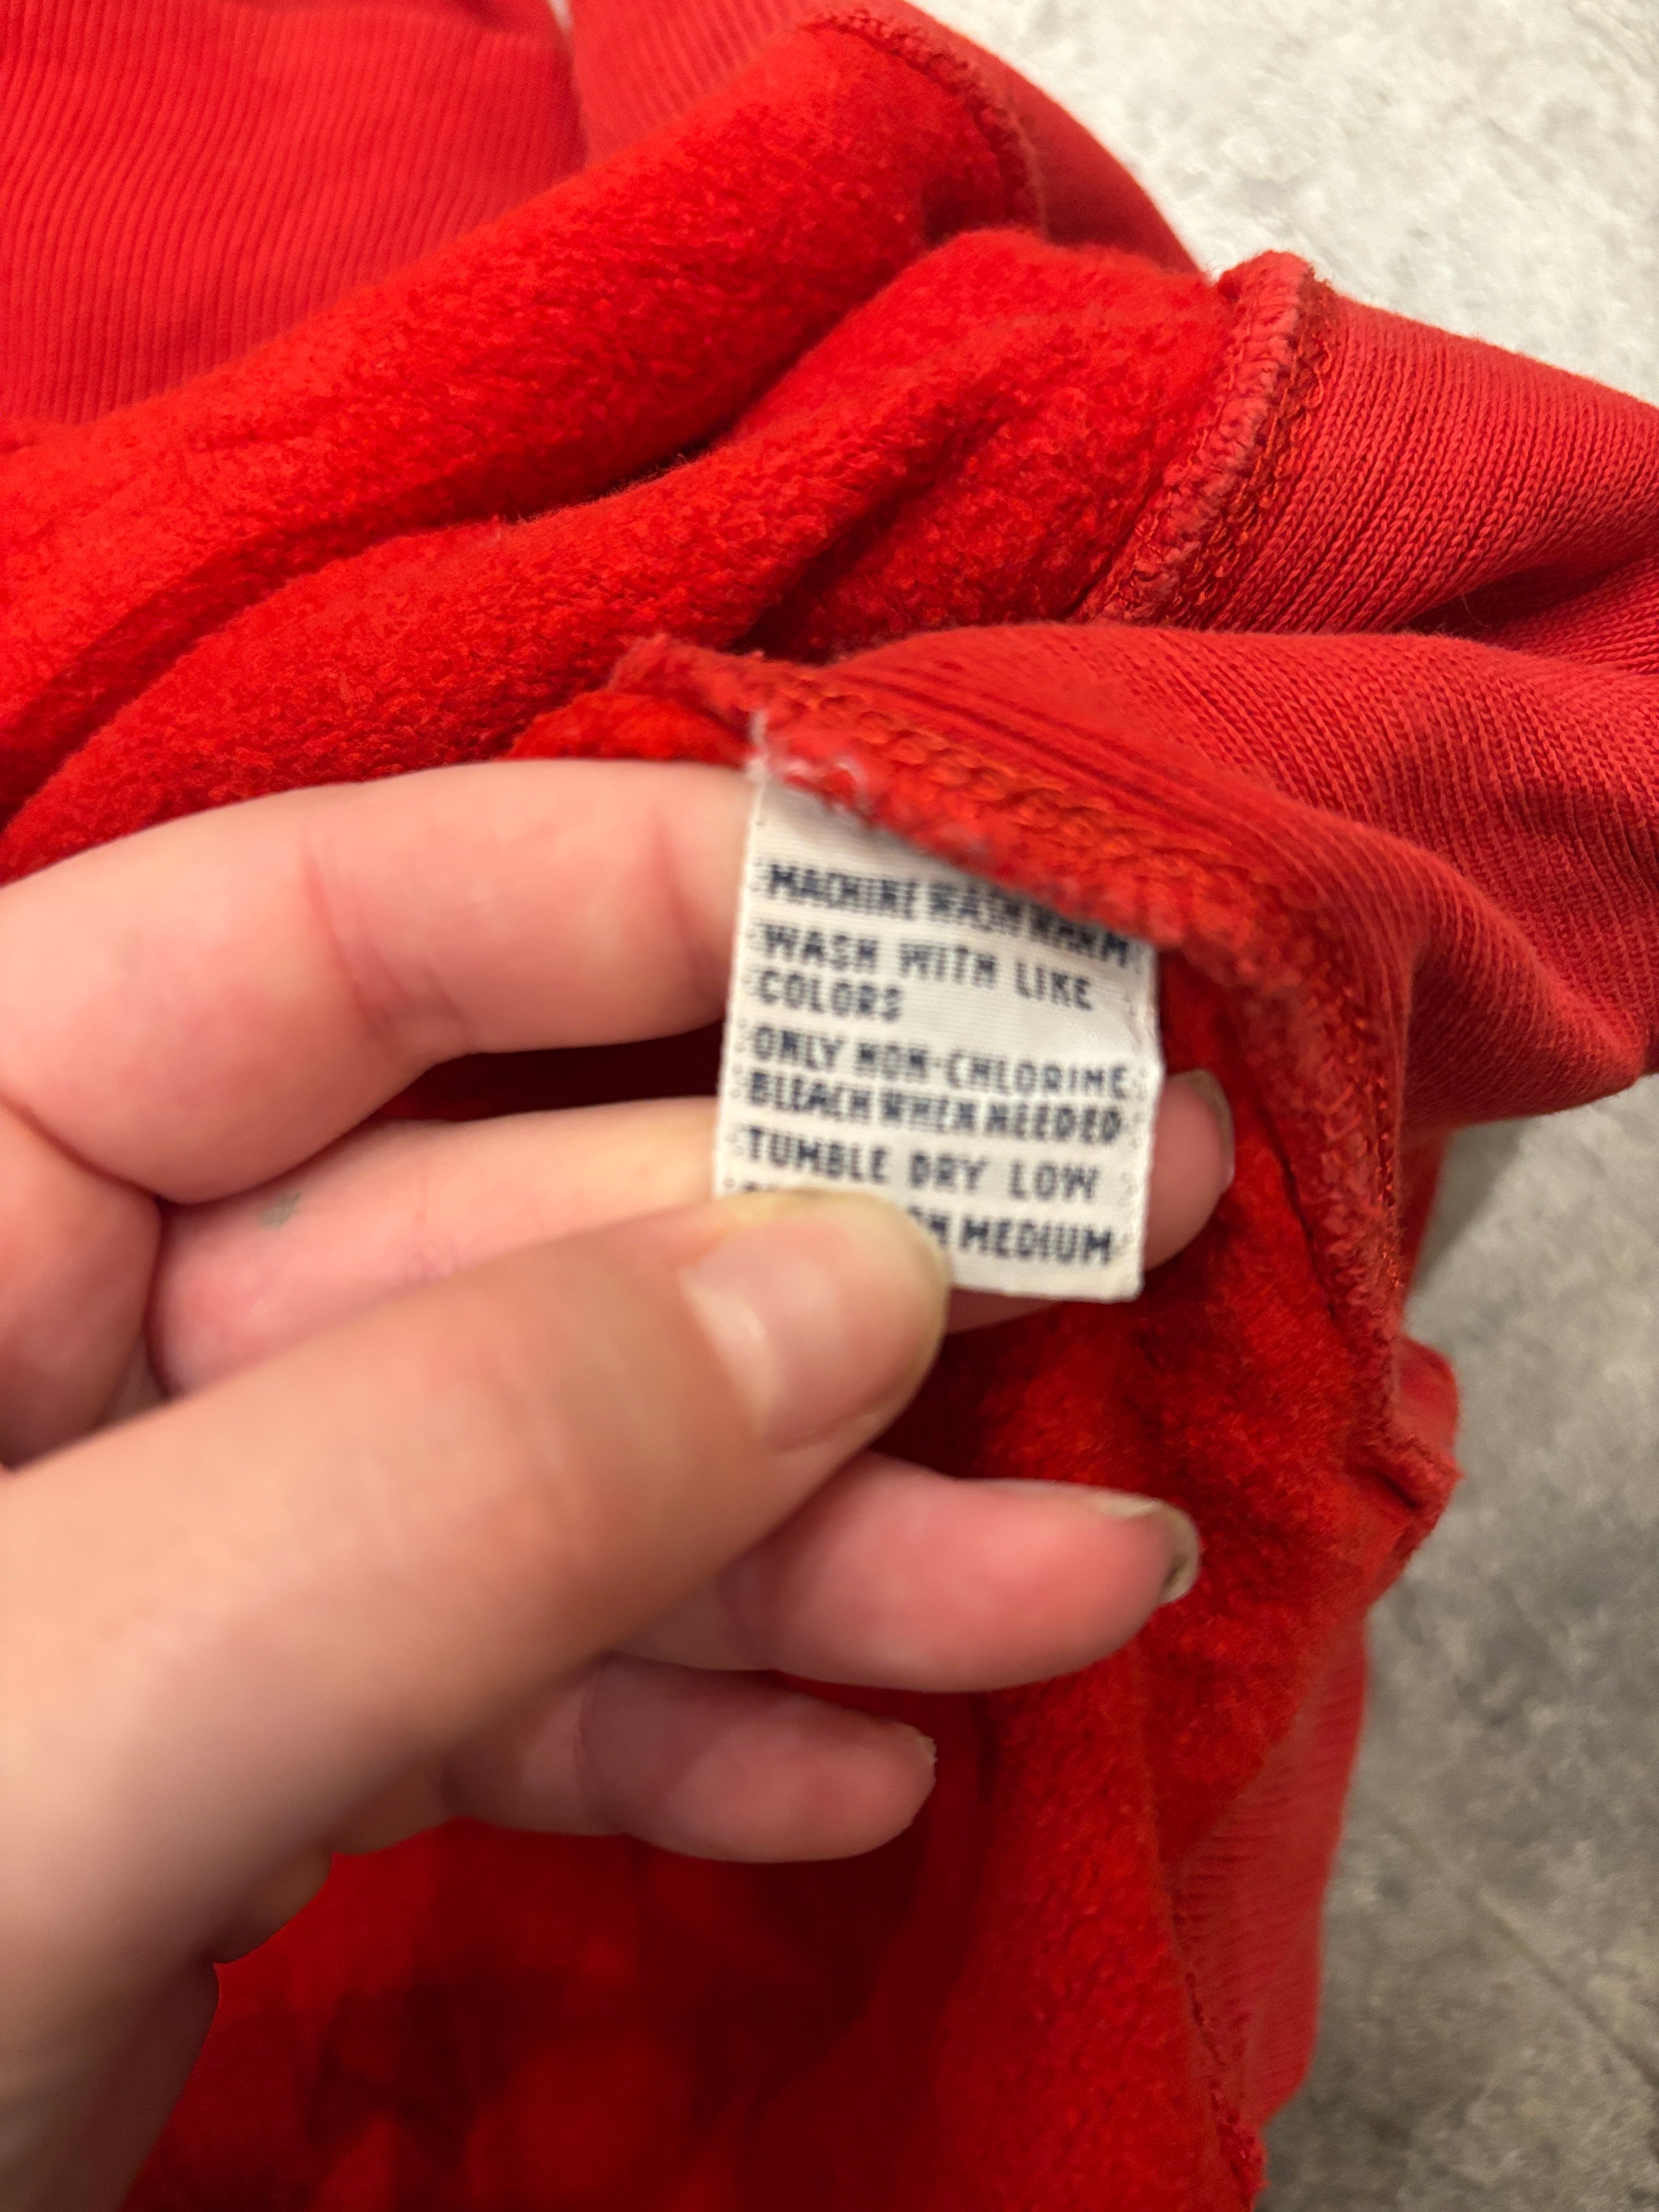 MACHINE WASH WARM
WASH WITH LIKE
COLORS
ONLY NON-CHLORINE
BLEACH WHEN NEEDED
TUMBLE DRY LOW
MEDIUM